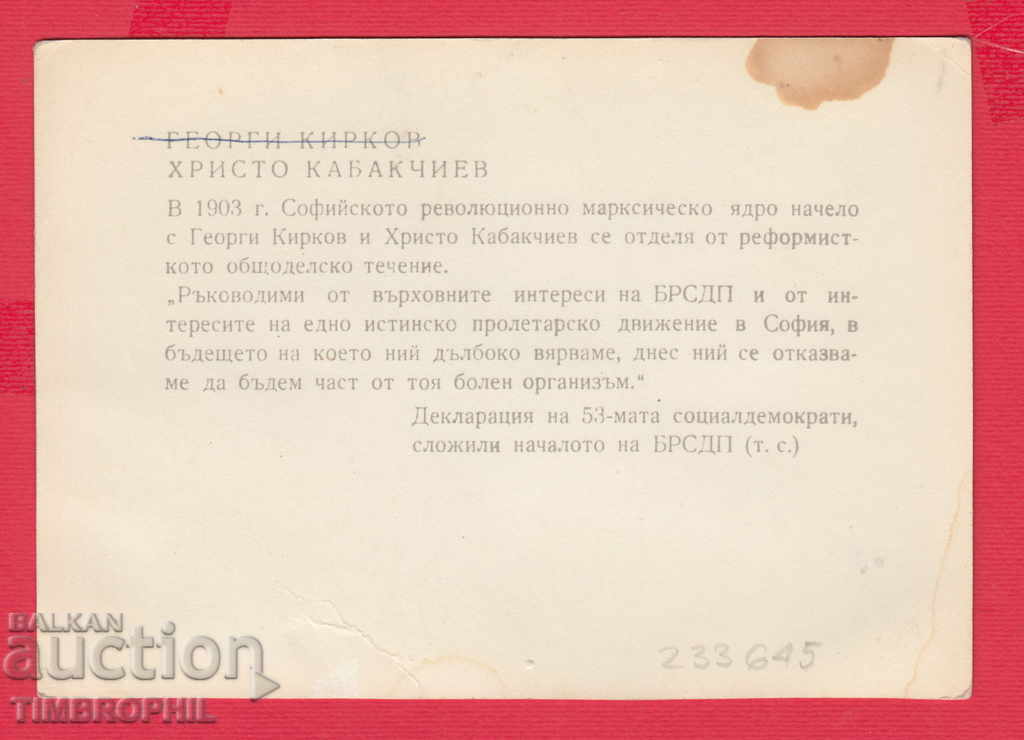 ГЕОРГИ КИРКОВ
ХРИСТО КАБАКЧИЕВ
В 1903 г. Софийското революционно марксическо ядро начело
с Георги Кирков и Христо Кабакчиев се отделя от реформист-
кото общоделско течение.
„Ръководими от върховните интереси на БРСДП и от ин-
тересите на едно истинско пролетарско движение в София, в
бъдещето на което ний дълбоко вярваме, днес ний се отказва-
ме да бъдем част от тоя болен организъм.“
Декларация на 53-мата социалдемократи,
сложили началото на БРСДП (т. с.)
BALKAN
auction
TIMBROPHIL
233645